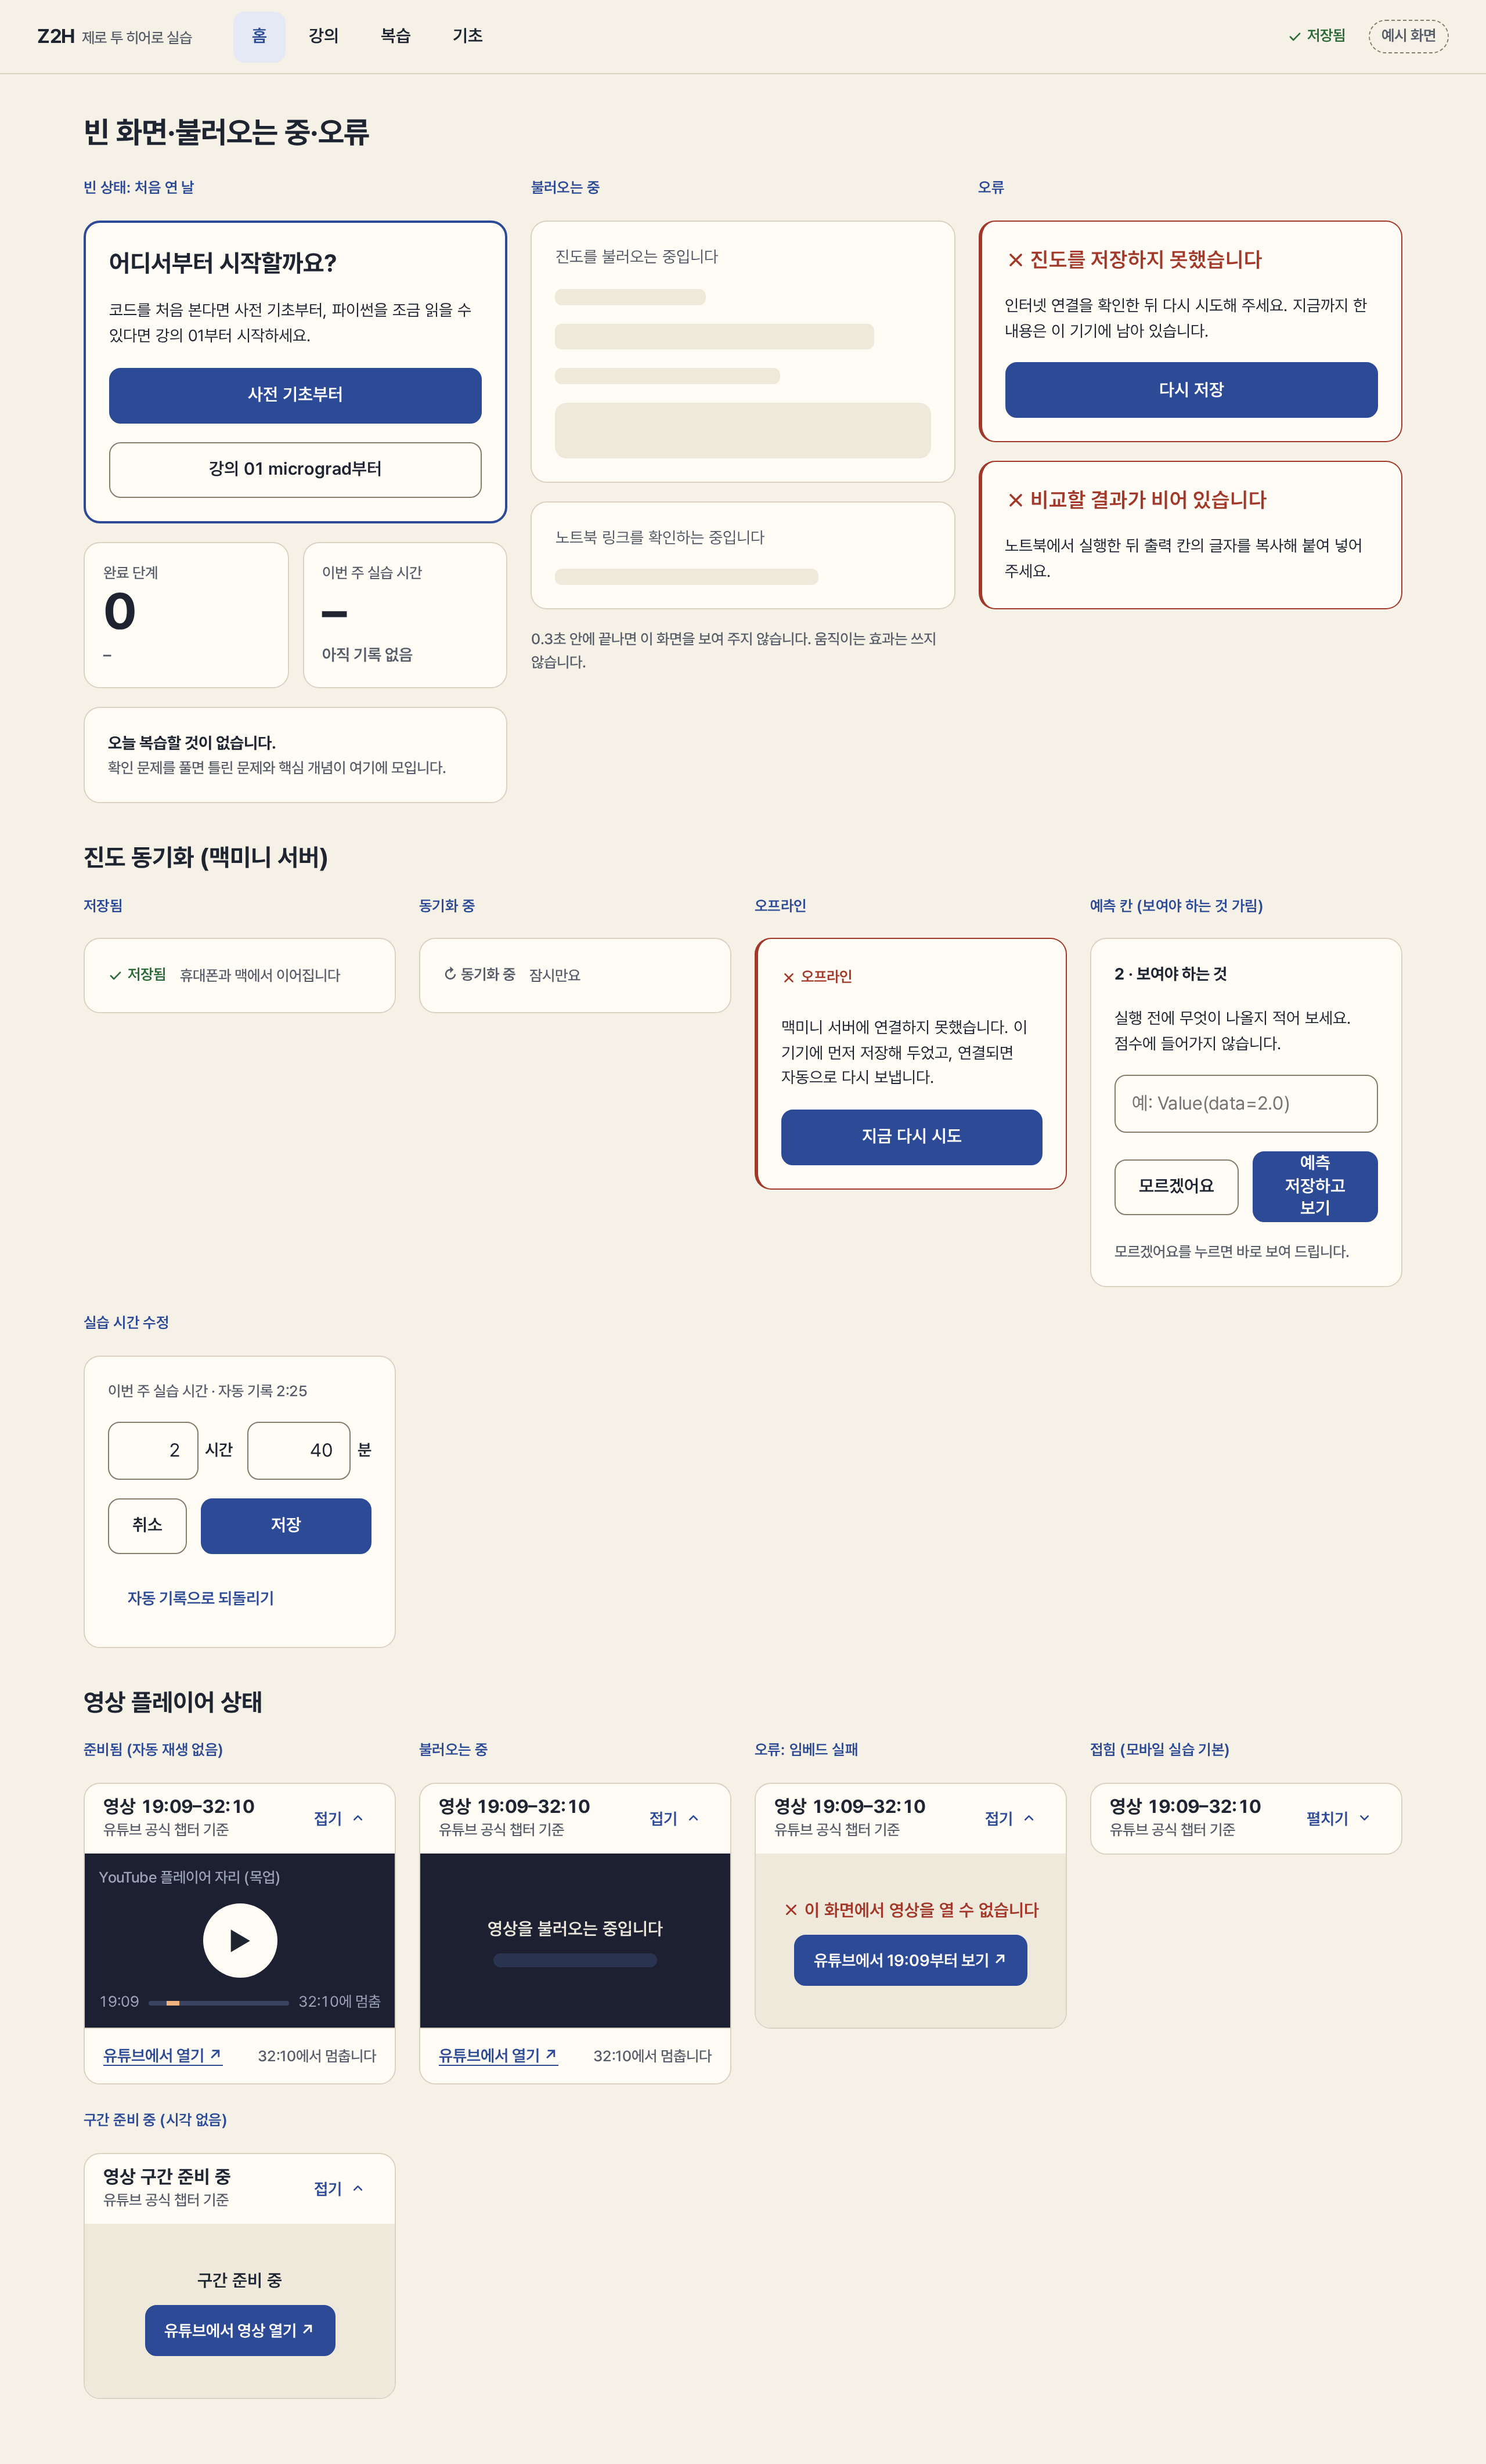 Z2H 제로 투 히어로 실습
홈
강의
복습
기초
✓ 저장됨
예시 화면
빈 화면·불러오는 중·오류
빈 상태: 처음 연 날
어디서부터 시작할까요?
코드를 처음 본다면 사전 기초부터, 파이썬을 조금 읽을 수
있다면 강의 01부터 시작하세요.
사전 기초부터
강의 01 micrograd부터
완료 단계
0
–
이번 주 실습 시간
–
아직 기록 없음
오늘 복습할 것이 없습니다.
확인 문제를 풀면 틀린 문제와 핵심 개념이 여기에 모입니다.
불러오는 중
진도를 불러오는 중입니다
노트북 링크를 확인하는 중입니다
0.3초 안에 끝나면 이 화면을 보여 주지 않습니다. 움직이는 효과는 쓰지
않습니다.
오류
✕ 진도를 저장하지 못했습니다
인터넷 연결을 확인한 뒤 다시 시도해 주세요. 지금까지 한
내용은 이 기기에 남아 있습니다.
다시 저장
✕ 비교할 결과가 비어 있습니다
노트북에서 실행한 뒤 출력 칸의 글자를 복사해 붙여 넣어
주세요.
진도 동기화 (맥미니 서버)
저장됨
✓ 저장됨 휴대폰과 맥에서 이어집니다
동기화 중
↻ 동기화 중 잠시만요
오프라인
✕ 오프라인
맥미니 서버에 연결하지 못했습니다. 이
기기에 먼저 저장해 두었고, 연결되면
자동으로 다시 보냅니다.
지금 다시 시도
예측 칸 (보여야 하는 것 가림)
2 · 보여야 하는 것
실행 전에 무엇이 나올지 적어 보세요.
점수에 들어가지 않습니다.
예: Value(data=2.0)
모르겠어요
예측
저장하고
보기
모르겠어요를 누르면 바로 보여 드립니다.
실습 시간 수정
이번 주 실습 시간 · 자동 기록 2:25
2 시간 40 분
취소
저장
자동 기록으로 되돌리기
영상 플레이어 상태
준비됨 (자동 재생 없음)
영상 19:09–32:10
유튜브 공식 챕터 기준
접기
YouTube 플레이어 자리 (목업)
19:09
32:10에 멈춤
유튜브에서 열기 ↗
32:10에서 멈춥니다
불러오는 중
영상 19:09–32:10
유튜브 공식 챕터 기준
접기
영상을 불러오는 중입니다
유튜브에서 열기 ↗
32:10에서 멈춥니다
오류: 임베드 실패
영상 19:09–32:10
유튜브 공식 챕터 기준
접기
✕ 이 화면에서 영상을 열 수 없습니다
유튜브에서 19:09부터 보기 ↗
접힘 (모바일 실습 기본)
영상 19:09–32:10
유튜브 공식 챕터 기준
펼치기
구간 준비 중 (시각 없음)
영상 구간 준비 중
유튜브 공식 챕터 기준
접기
구간 준비 중
유튜브에서 영상 열기 ↗